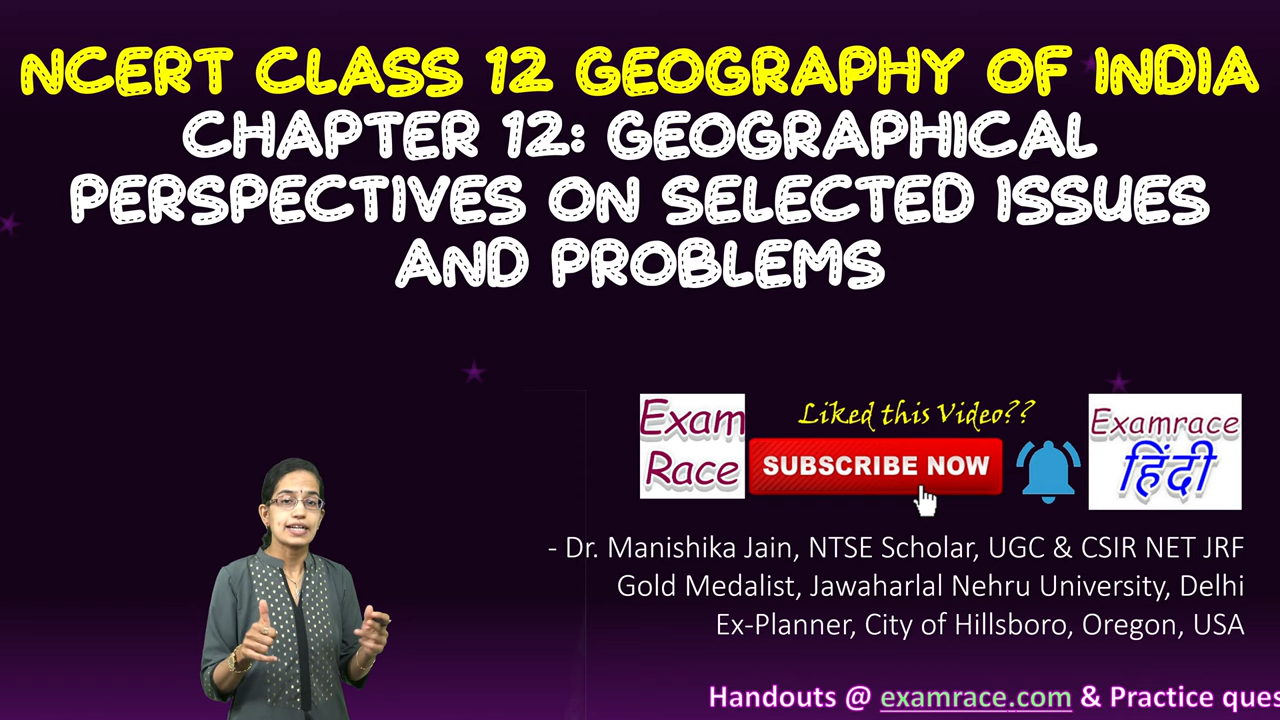 NCERT CLASS 12 GEOGRAPHY OF INDIA
CHAPTER 12: GEOGRAPHICAL
PERSPECTIVES ON SELECTED ISSUES
AND PROBLEMS
Exam
Race
Liked this Video??
SUBSCRIBE NOW
Examrace
हिंदी
- Dr. Manishika Jain, NTSE Scholar, UGC & CSIR NET JRF
Gold Medalist, Jawaharlal Nehru University, Delhi
Ex-Planner, City of Hillsboro, Oregon, USA
Handouts @ examrace.com & Practice ques